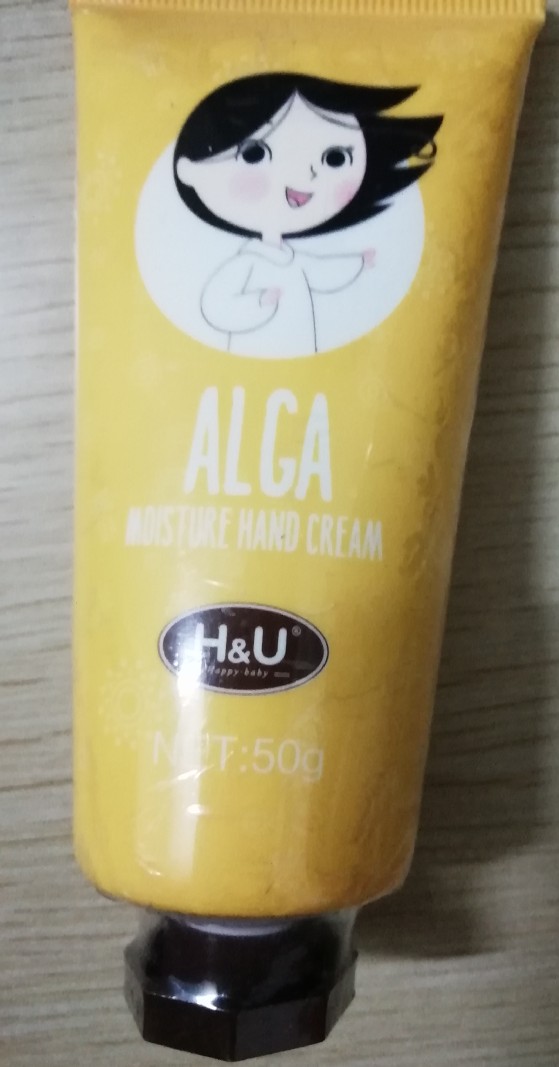 ALGA
MOISTURE HAND CREAM
H&U®
Happy baby
NET:50g